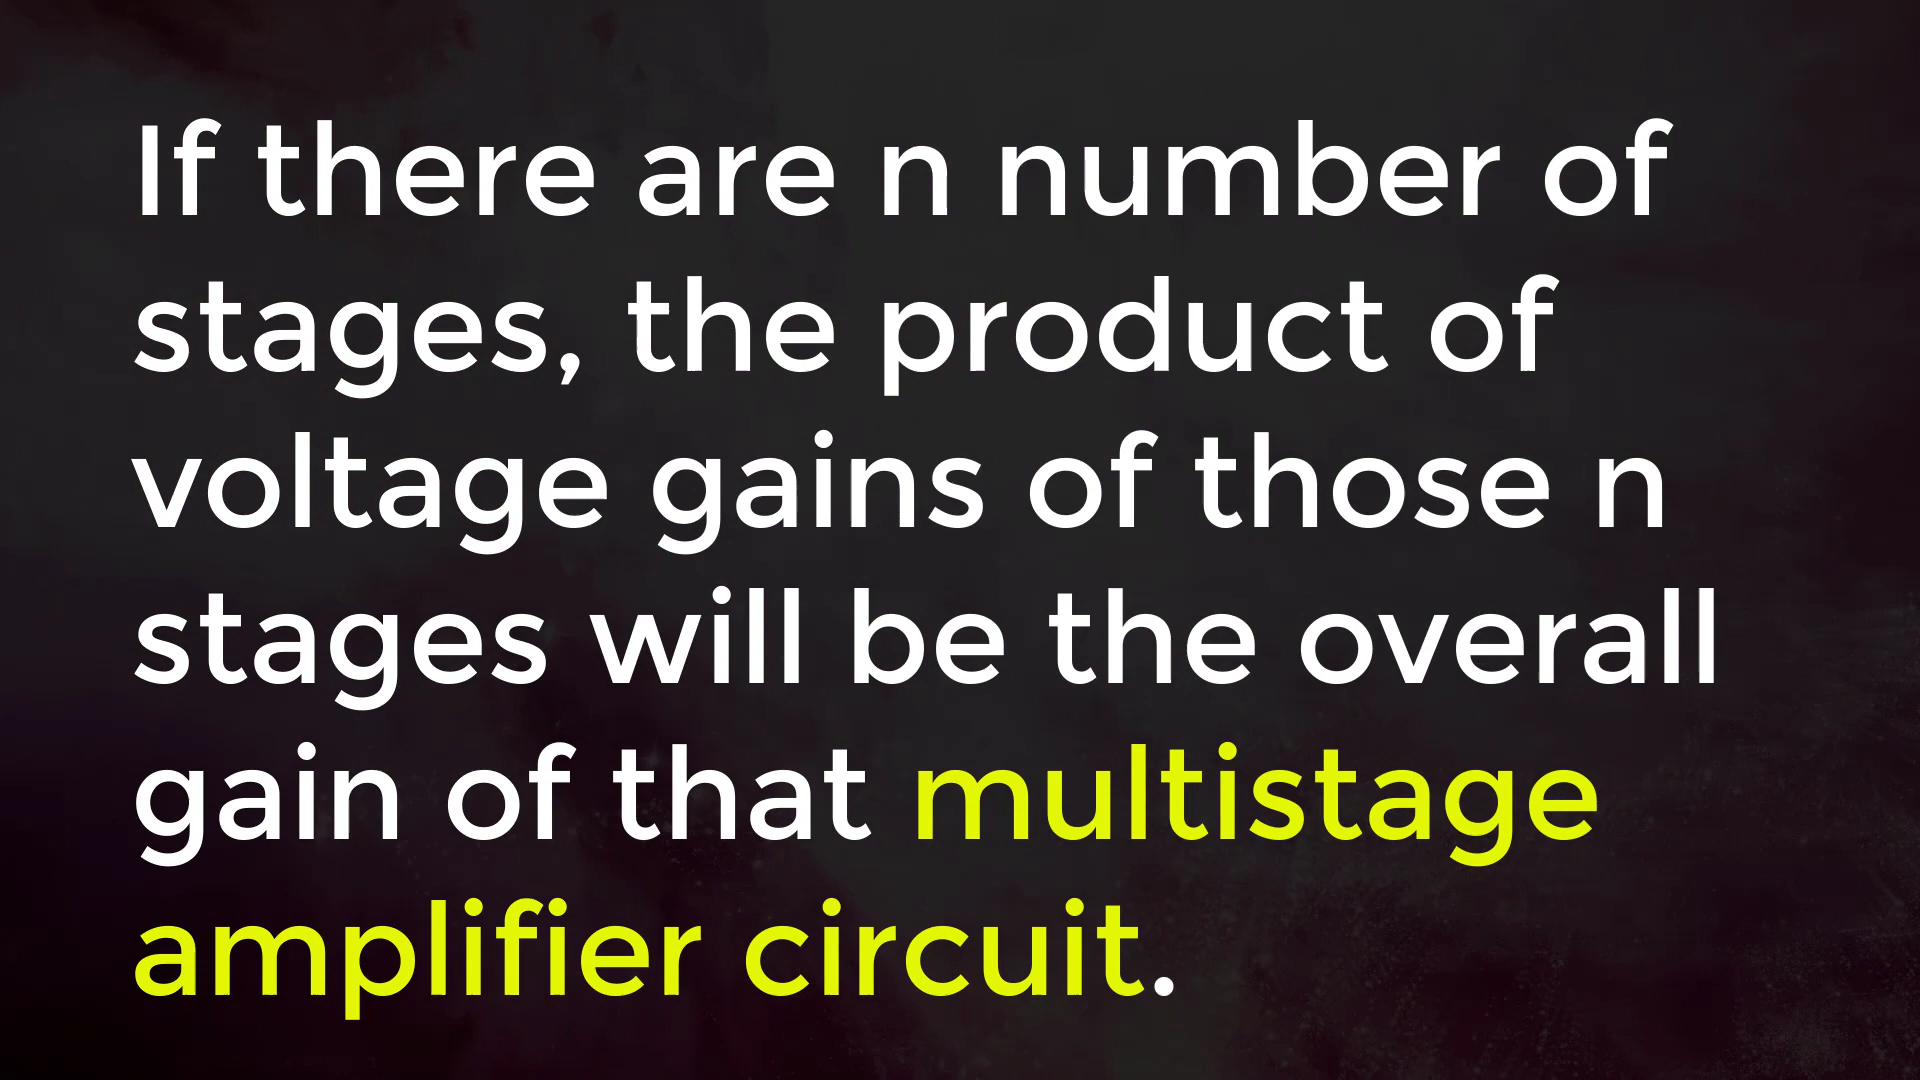 If there are n number of
stages, the product of
voltage gains of those n
stages will be the overall
gain of that multistage
amplifier circuit.